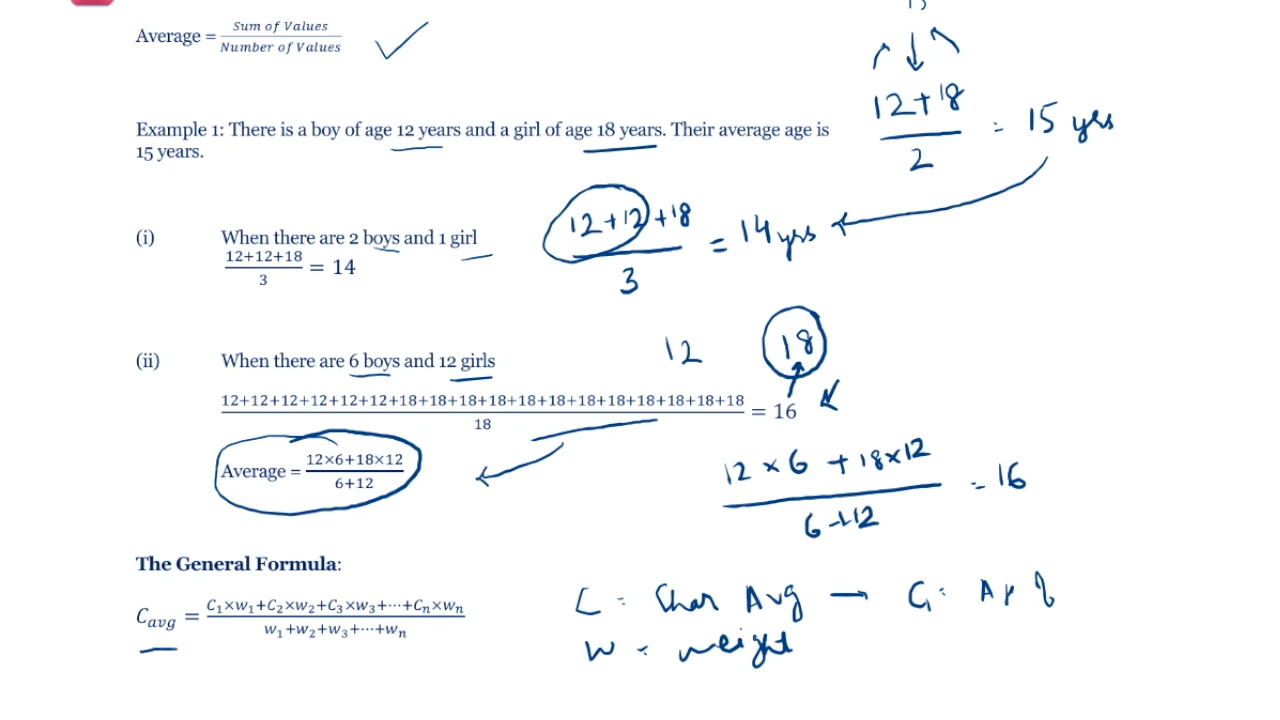 Average = Sum of Values / Number of Values
12+18 / 2 = 15 yrs
Example 1: There is a boy of age 12 years and a girl of age 18 years. Their average age is
15 years.
(i) When there are 2 boys and 1 girl
12+12+18 / 3 = 14
12+12+18 / 3 = 14 yrs
(ii) When there are 6 boys and 12 girls
12 18
12+12+12+12+12+12+18+18+18+18+18+18+18+18+18+18+18+18 / 18 = 16
Average = 12×6+18×12 / 6+12
12 × 6 + 18×12 / 6+12 = 16
The General Formula:
Cavg = C1×w1+C2×w2+C3×w3+⋯+Cn×wn / w1+w2+w3+⋯+wn
C = Char Avg →
W = weight